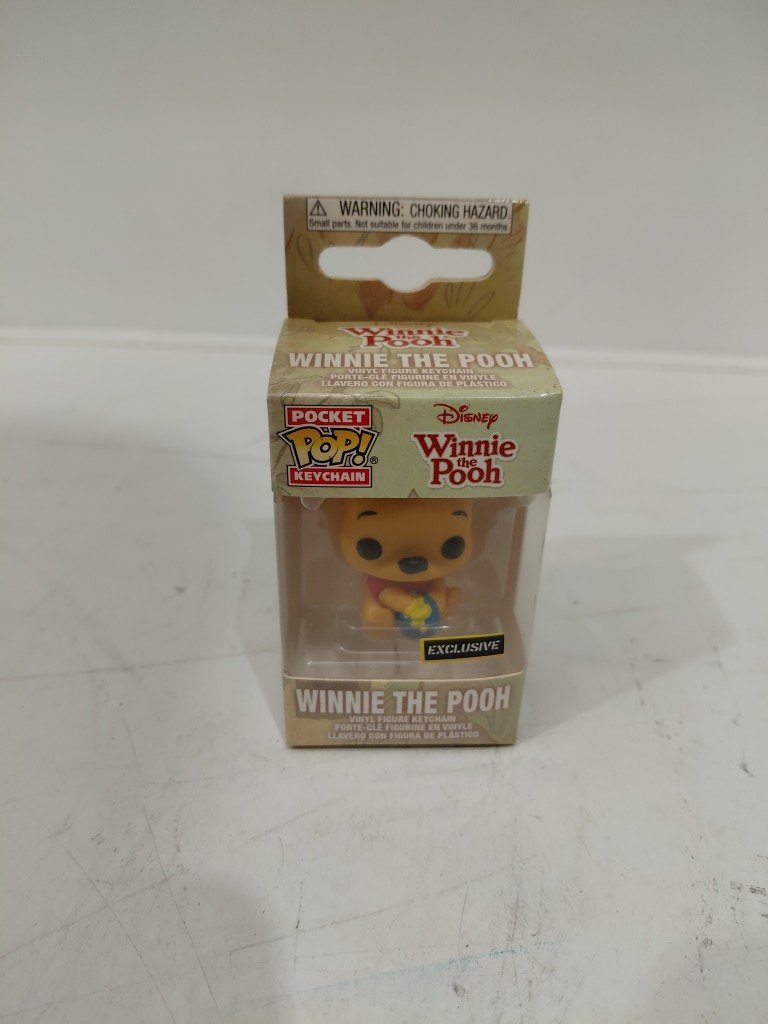 WARNING: CHOKING HAZARD.
Small parts. Not suitable for children under 36 months.
Winnie
the
Pooh
WINNIE THE POOH
VINYL FIGURE KEYCHAIN
PORTE-CLÉ FIGURINE EN VINYLE
LLAVERO CON FIGURA DE PLÁSTICO
POCKET
POP!®
KEYCHAIN
Disney
Winnie
the
Pooh
EXCLUSIVE
WINNIE THE POOH
VINYL FIGURE KEYCHAIN
PORTE-CLÉ FIGURINE EN VINYLE
LLAVERO CON FIGURA DE PLÁSTICO